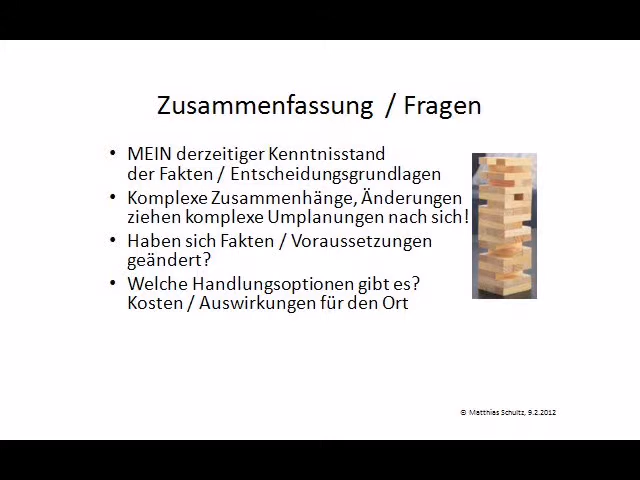 Zusammenfassung / Fragen
• MEIN derzeitiger Kenntnisstand
der Fakten / Entscheidungsgrundlagen
• Komplexe Zusammenhänge, Änderungen
ziehen komplexe Umplanungen nach sich!
• Haben sich Fakten / Voraussetzungen
geändert?
• Welche Handlungsoptionen gibt es?
Kosten / Auswirkungen für den Ort
© Matthias Schultz, 9.2.2012